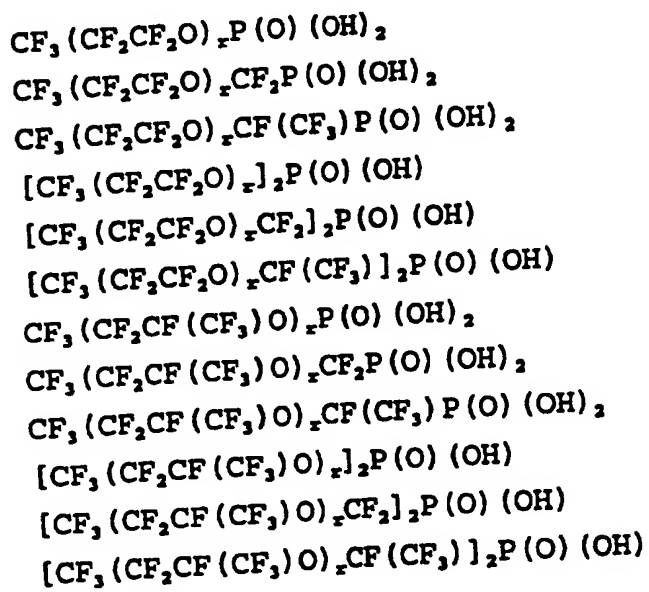 CF₃(CF₂CF₂O)ₓP(O)(OH)₂
CF₃(CF₂CF₂O)ₓCF₂P(O)(OH)₂
CF₃(CF₂CF₂O)ₓCF(CF₃)P(O)(OH)₂
[CF₃(CF₂CF₂O)ₓ]₂P(O)(OH)
[CF₃(CF₂CF₂O)ₓCF₂]₂P(O)(OH)
[CF₃(CF₂CF₂O)ₓCF(CF₃)]₂P(O)(OH)
CF₃(CF₂CF(CF₃)O)ₓP(O)(OH)₂
CF₃(CF₂CF(CF₃)O)ₓCF₂P(O)(OH)₂
CF₃(CF₂CF(CF₃)O)ₓCF(CF₃)P(O)(OH)₂
[CF₃(CF₂CF(CF₃)O)ₓ]₂P(O)(OH)
[CF₃(CF₂CF(CF₃)O)ₓCF₂]₂P(O)(OH)
[CF₃(CF₂CF(CF₃)O)ₓCF(CF₃)]₂P(O)(OH)